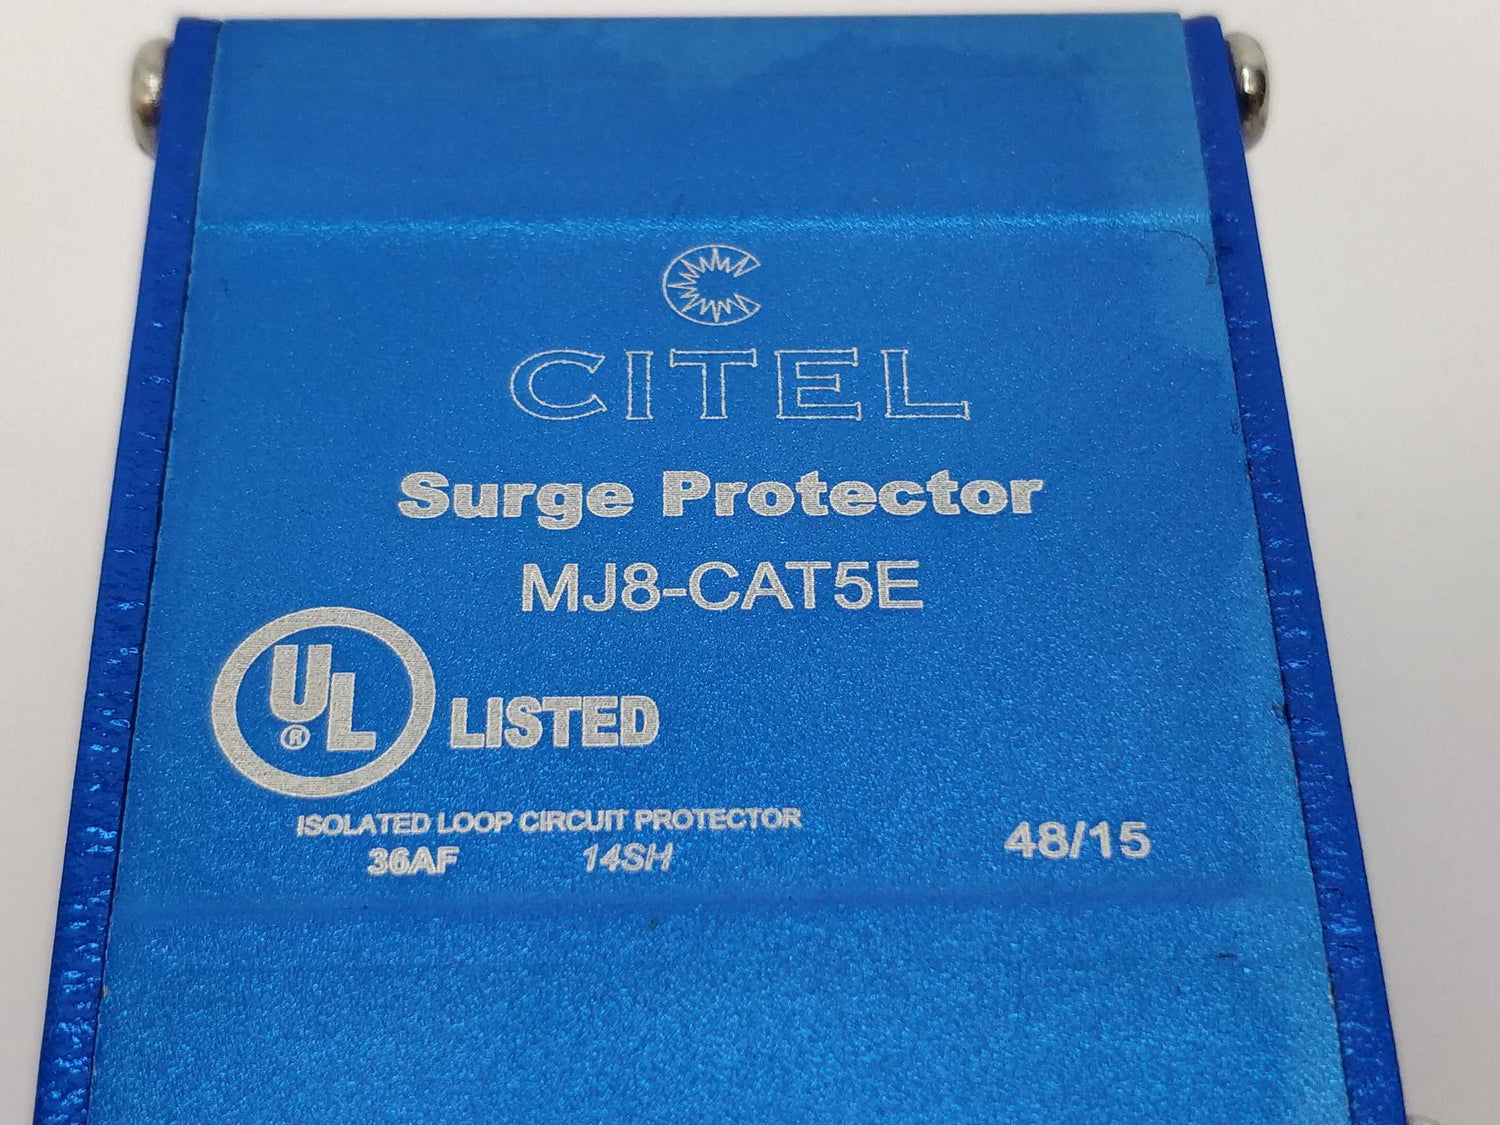 CITEL
Surge Protector
MJ8-CAT5E
UL ® LISTED
ISOLATED LOOP CIRCUIT PROTECTOR
36AF 14SH 48/15